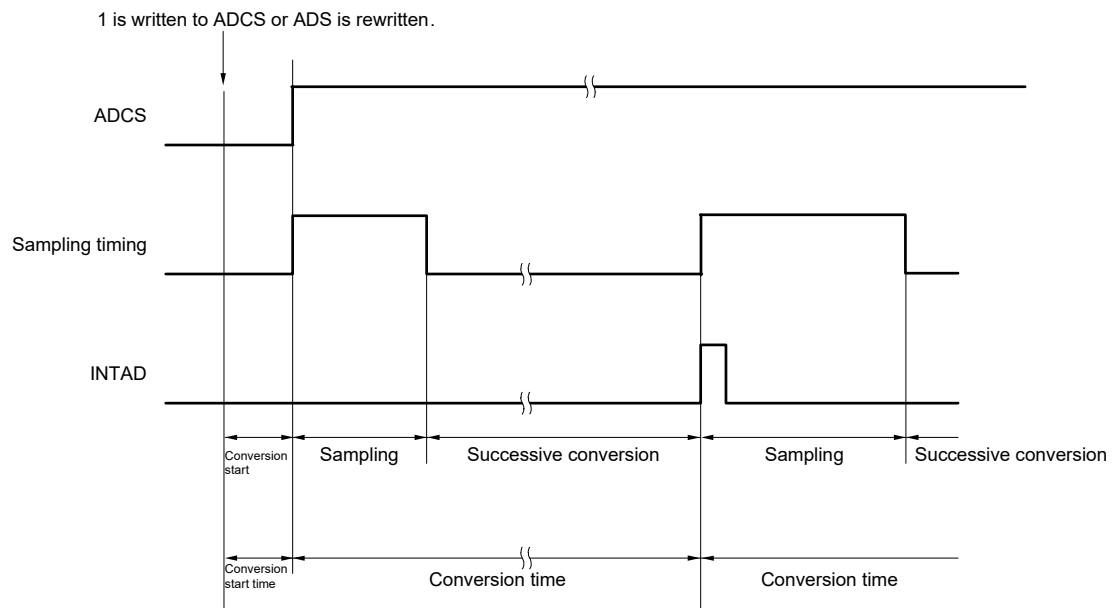 1 is written to ADCS or ADS is rewritten.
ADCS
Sampling timing
INTAD
Conversion
start
Sampling
Successive conversion
Sampling
Successive conversion
Conversion
start time
Conversion time
Conversion time